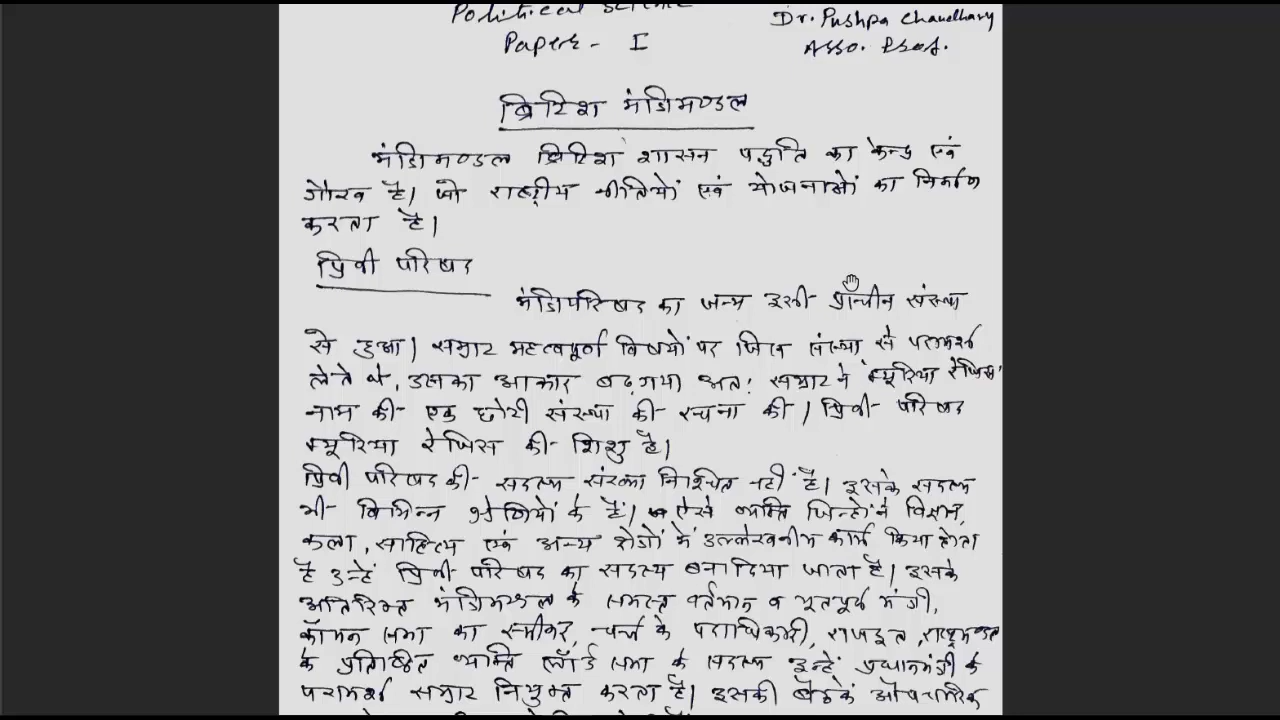 Political Science
Dr. Pushpa Chaudhary
Paper - I
Asso. Prof.
ब्रिटिश मंत्रिमण्डल
मंत्रिमण्डल ब्रिटिश शासन पद्धति का केन्द्र एवं
गौरव है। जो राष्ट्रीय नीतियों एवं योजनाओं का निर्माण
करता है।
प्रिवी परिषद
मंत्रिपरिषद का जन्म इसी प्राचीन संस्था
से हुआ। सम्राट महत्वपूर्ण विषयों पर जिस संस्था से परामर्श
लेते थे, उसका आकार बढ़ गया अतः सम्राट ने क्यूरिया रेजिस
नाम की एक छोटी संस्था की रचना की। प्रिवी परिषद
क्यूरिया रेजिस की शिशु है।
प्रिवी परिषद की सदस्य संख्या निश्चित नहीं है। इसके सदस्य
भी विभिन्न श्रेणियों के हैं। ऐसे व्यक्ति जिन्होंने विज्ञान,
कला, साहित्य एवं अन्य क्षेत्रों में उल्लेखनीय कार्य किया होता
है उन्हें प्रिवी परिषद का सदस्य बना दिया जाता है। इसके
अतिरिक्त मंत्रिमण्डल के समस्त वर्तमान व भूतपूर्व मंत्री,
कॉमन सभा का स्पीकर, चर्च के पदाधिकारी, राजदूत, राष्ट्रमण्डल
के प्रतिष्ठित व्यक्ति लॉर्ड सभा के सदस्य इन्हें प्रधानमंत्री के
परामर्श सम्राट नियुक्त करता है। इसकी बैठकें औपचारिक